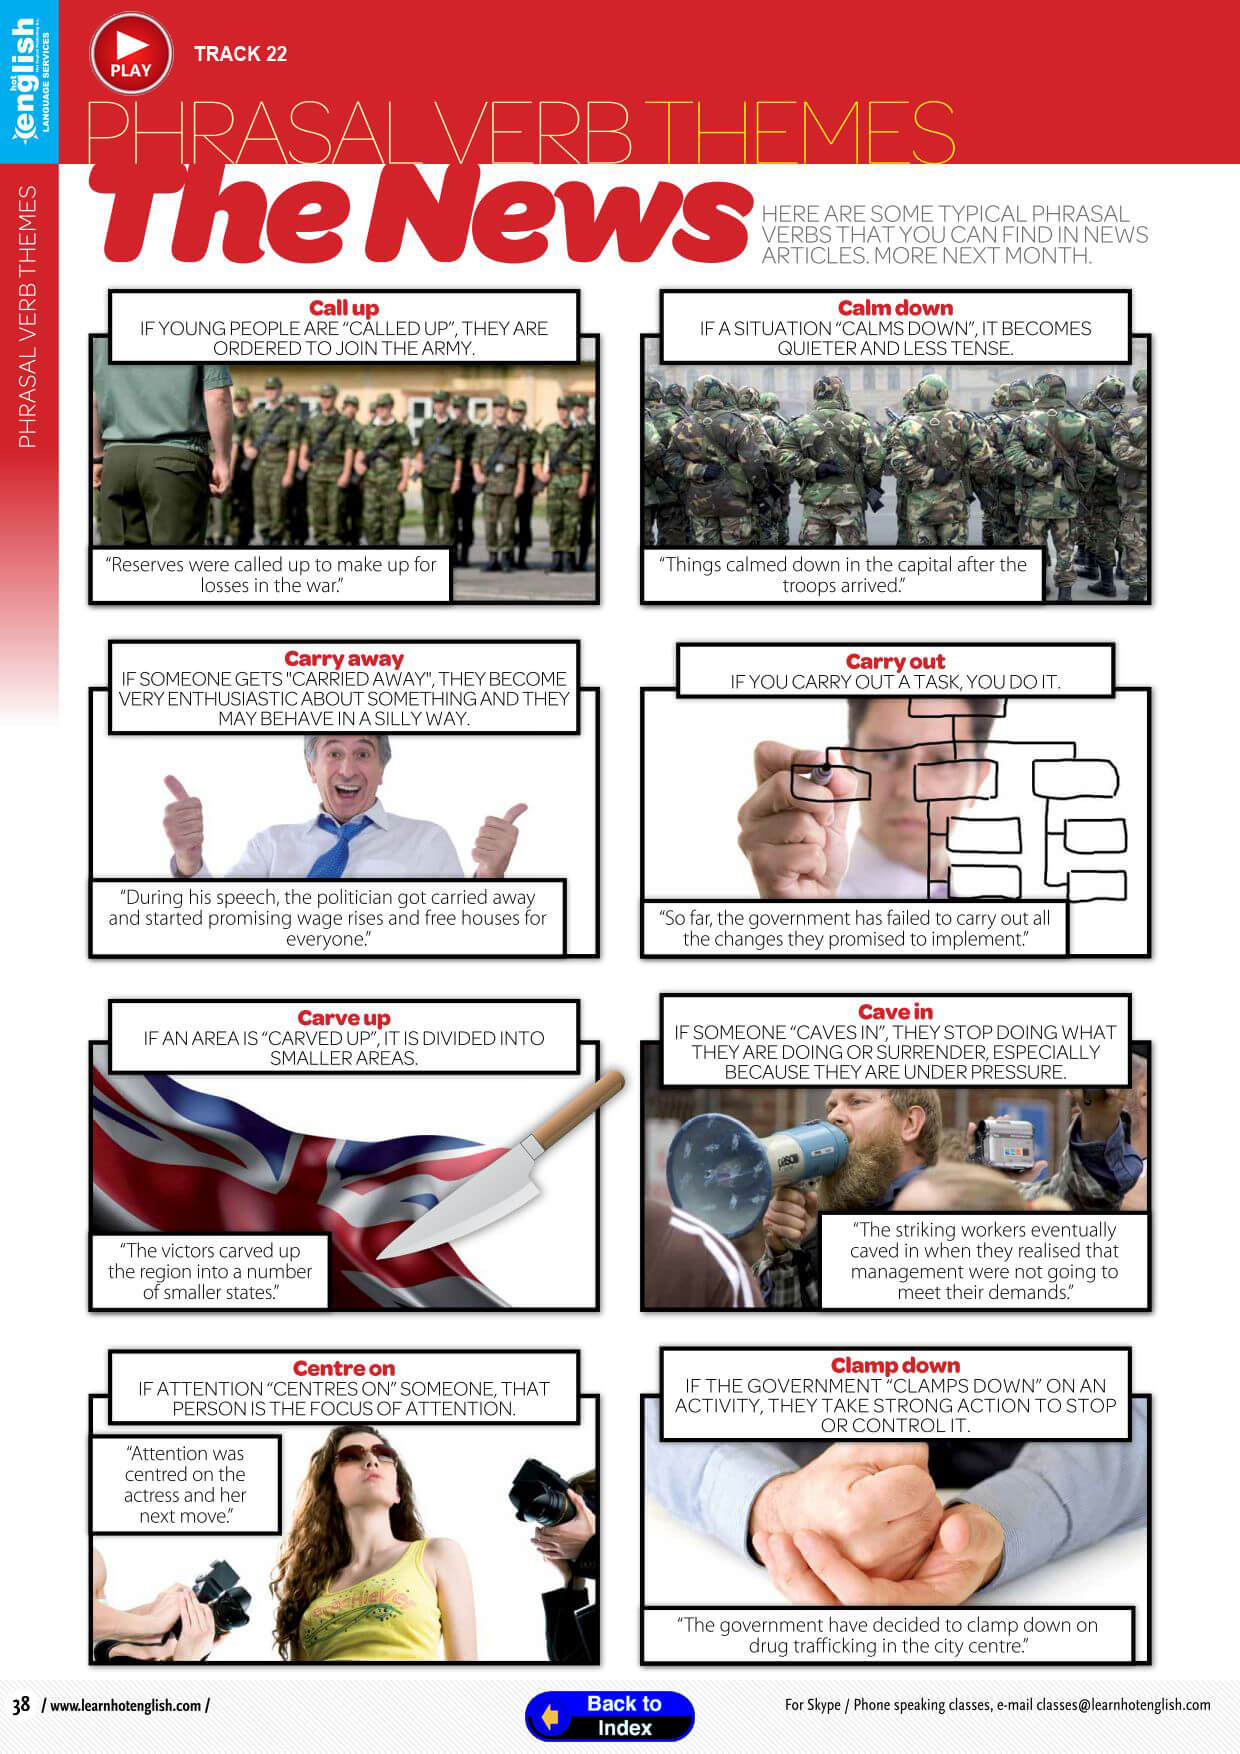 hot
english
LANGUAGE SERVICES
PLAY
TRACK 22
PHRASAL VERB THEMES
PHRASAL VERB THEMES
The News
HERE ARE SOME TYPICAL PHRASAL
VERBS THAT YOU CAN FIND IN NEWS
ARTICLES. MORE NEXT MONTH.
Call up
IF YOUNG PEOPLE ARE “CALLED UP”, THEY ARE
ORDERED TO JOIN THE ARMY.
“Reserves were called up to make up for
losses in the war.”
Calm down
IF A SITUATION “CALMS DOWN”, IT BECOMES
QUIETER AND LESS TENSE.
“Things calmed down in the capital after the
troops arrived.”
Carry away
IF SOMEONE GETS "CARRIED AWAY", THEY BECOME
VERY ENTHUSIASTIC ABOUT SOMETHING AND THEY
MAY BEHAVE IN A SILLY WAY.
“During his speech, the politician got carried away
and started promising wage rises and free houses for
everyone.”
Carry out
IF YOU CARRY OUT A TASK, YOU DO IT.
“So far, the government has failed to carry out all
the changes they promised to implement.”
Carve up
IF AN AREA IS “CARVED UP”, IT IS DIVIDED INTO
SMALLER AREAS.
“The victors carved up
the region into a number
of smaller states.”
Cave in
IF SOMEONE “CAVES IN”, THEY STOP DOING WHAT
THEY ARE DOING OR SURRENDER, ESPECIALLY
BECAUSE THEY ARE UNDER PRESSURE.
“The striking workers eventually
caved in when they realised that
management were not going to
meet their demands.”
Centre on
IF ATTENTION “CENTRES ON” SOMEONE, THAT
PERSON IS THE FOCUS OF ATTENTION.
“Attention was
centred on the
actress and her
next move.”
Clamp down
IF THE GOVERNMENT “CLAMPS DOWN” ON AN
ACTIVITY, THEY TAKE STRONG ACTION TO STOP
OR CONTROL IT.
“The government have decided to clamp down on
drug trafficking in the city centre.”
38 / www.learnhotenglish.com /
Back to
Index
For Skype / Phone speaking classes, e-mail classes@learnhotenglish.com